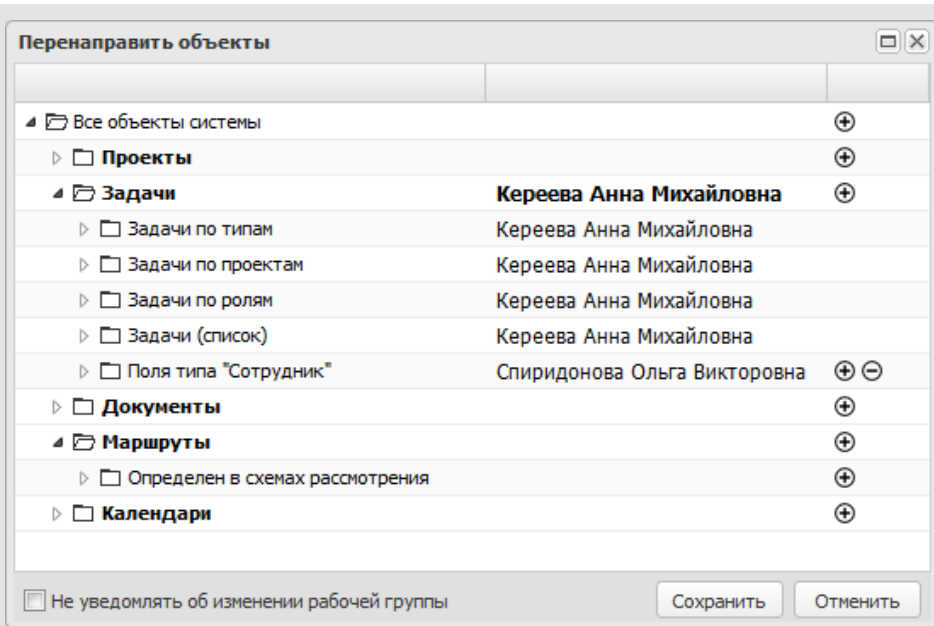 Перенаправить объекты
Все объекты системы
Проекты
Задачи Кереева Анна Михайловна
Задачи по типам Кереева Анна Михайловна
Задачи по проектам Кереева Анна Михайловна
Задачи по ролям Кереева Анна Михайловна
Задачи (список) Кереева Анна Михайловна
Поля типа "Сотрудник" Спиридонова Ольга Викторовна
Документы
Маршруты
Определен в схемах рассмотрения
Календари
Не уведомлять об изменении рабочей группы Сохранить Отменить